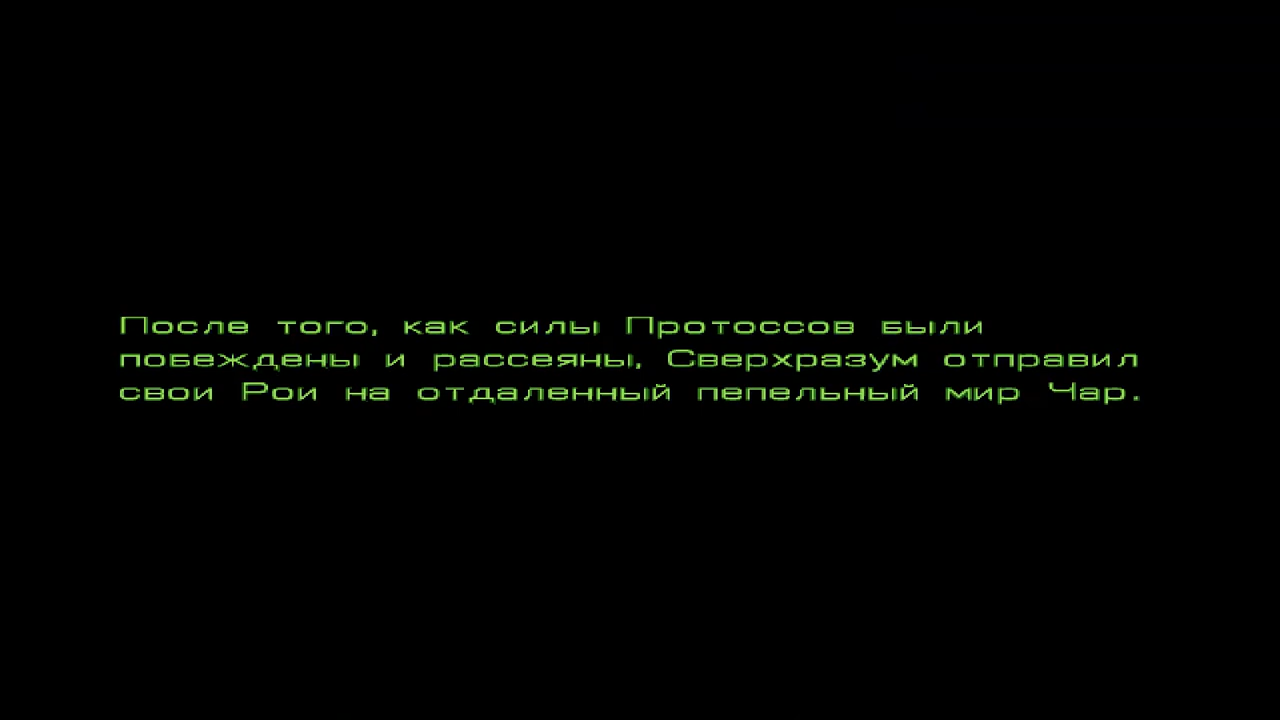 После того, как силы Протоссов были
побеждены и рассеяны, Сверхразум отправил
свои Рои на отдаленный пепельный мир Чар.